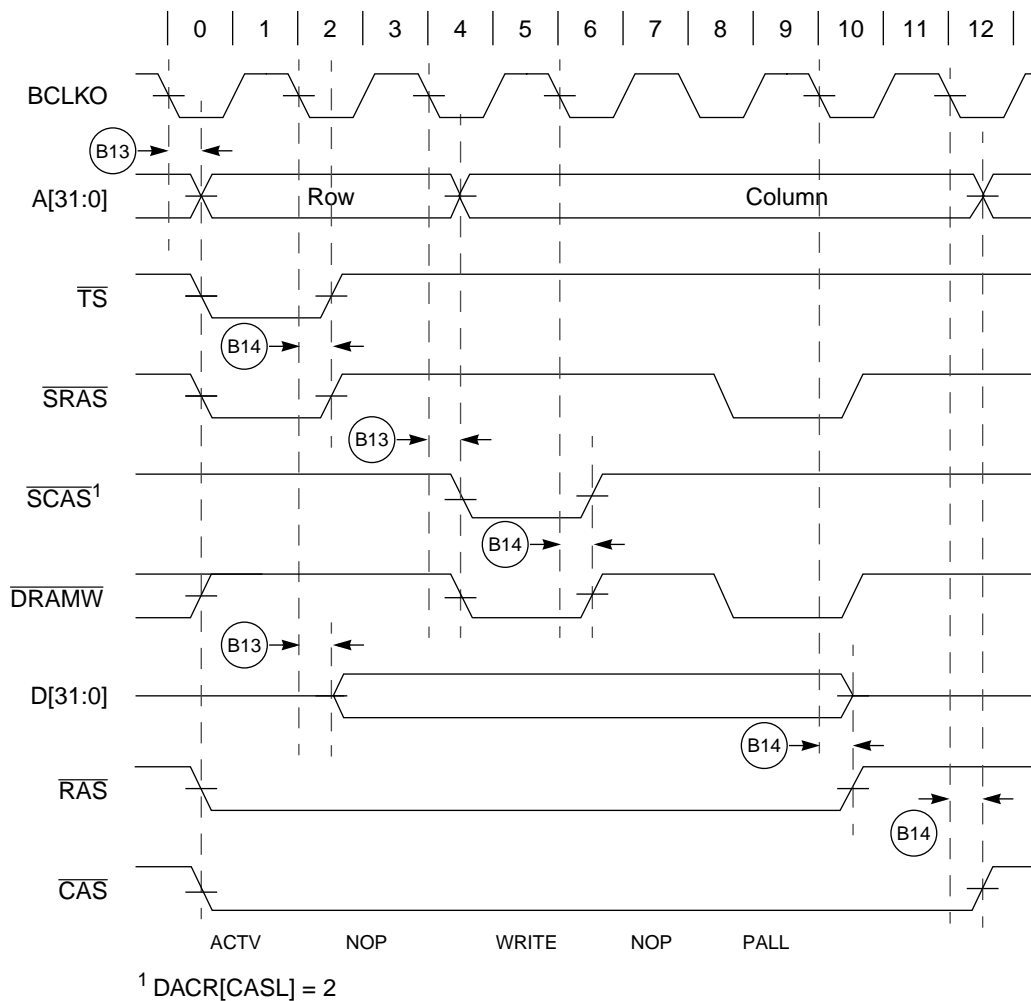 0 1 2 3 4 5 6 7 8 9 10 11 12
BCLKO
B13
A[31:0] Row Column
TS
B14
SRAS
B13
SCAS1
B14
DRAMW
B13
D[31:0]
B14
RAS
B14
CAS
ACTV NOP WRITE NOP PALL
1 DACR[CASL] = 2